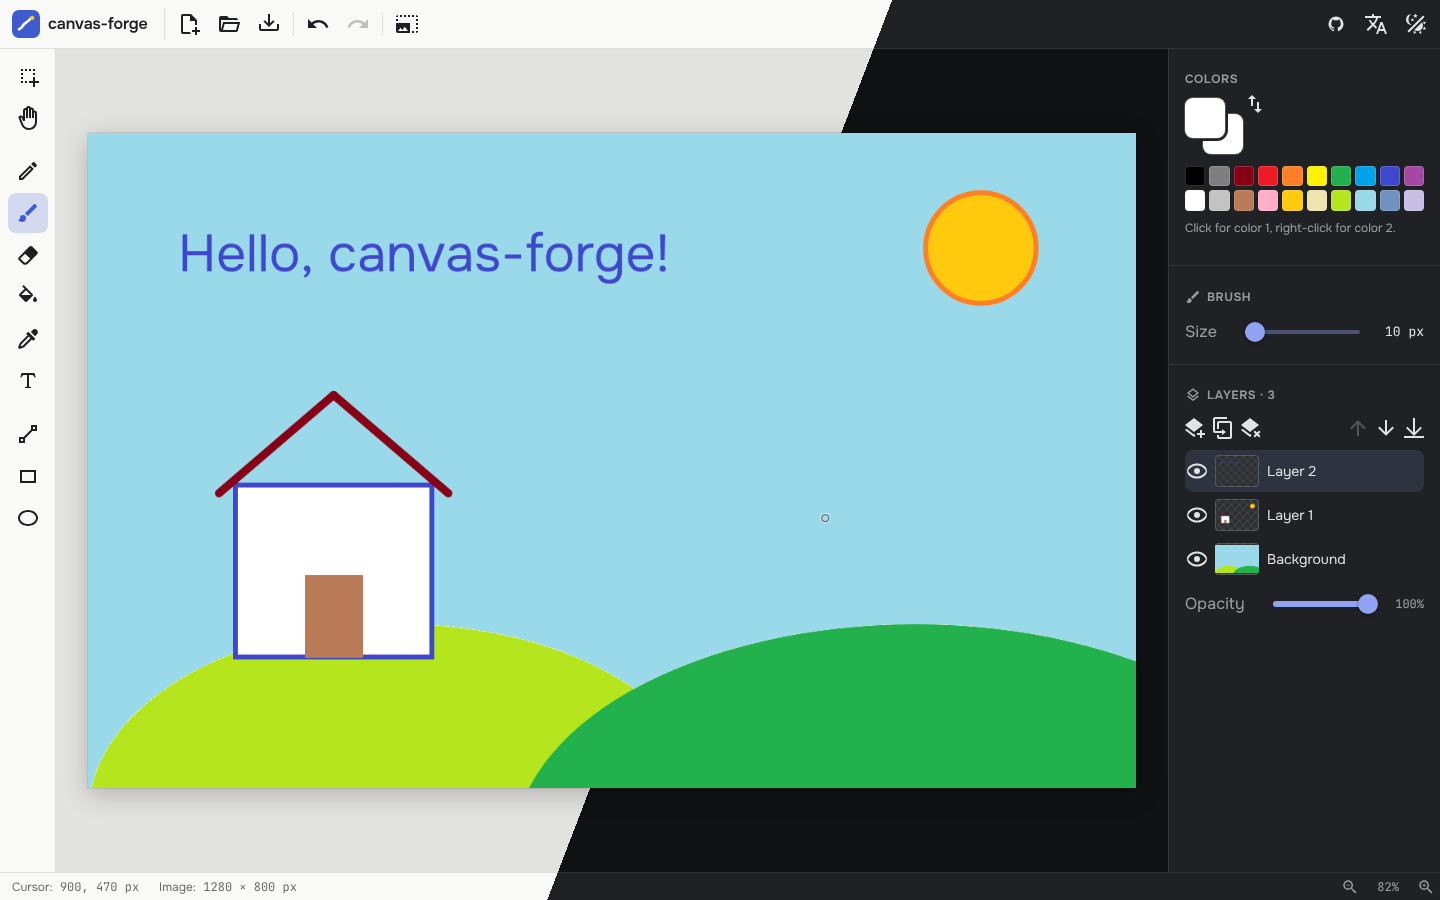 canvas-forge
COLORS
Click for color 1, right-click for color 2.
BRUSH
Size
10 px
LAYERS · 3
Layer 2
Layer 1
Background
Opacity
100%
Hello, canvas-forge!
Cursor: 900, 470 px
Image: 1280 × 800 px
82%